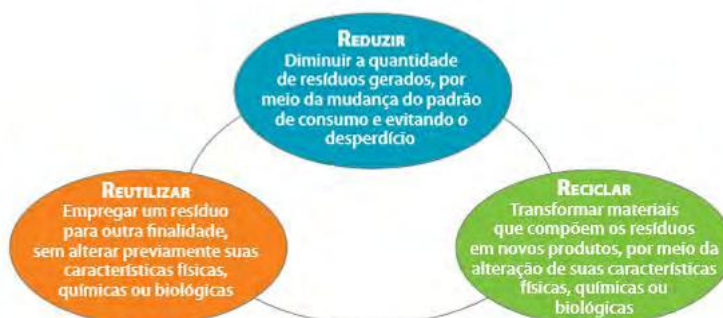 REDUZIR
Diminuir a quantidade
de resíduos gerados, por
meio da mudança do padrão
de consumo e evitando o
desperdício
REUTILIZAR
Empregar um resíduo
para outra finalidade,
sem alterar previamente suas
características físicas,
químicas ou biológicas
RECICLAR
Transformar materiais
que compõem os resíduos
em novos produtos, por meio da
alteração de suas características
físicas, químicas ou
biológicas